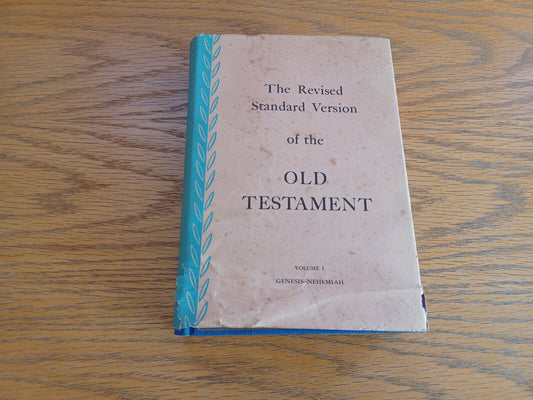 The Revised
Standard Version
of the
OLD
TESTAMENT
VOLUME I
GENESIS-NEHEMIAH